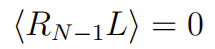 ⟨R_{N−1}L⟩ = 0